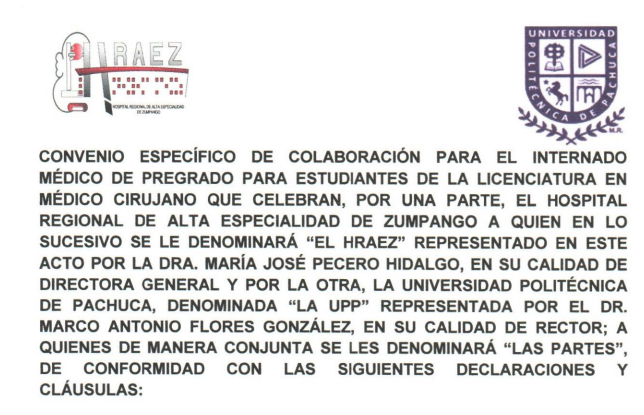 HRAEZ
HOSPITAL REGIONAL DE ALTA ESPECIALIDAD
DE ZUMPANGO
UNIVERSIDAD
POLITÉCNICA
DE PACHUCA
M.R.
CONVENIO ESPECÍFICO DE COLABORACIÓN PARA EL INTERNADO
MÉDICO DE PREGRADO PARA ESTUDIANTES DE LA LICENCIATURA EN
MÉDICO CIRUJANO QUE CELEBRAN, POR UNA PARTE, EL HOSPITAL
REGIONAL DE ALTA ESPECIALIDAD DE ZUMPANGO A QUIEN EN LO
SUCESIVO SE LE DENOMINARÁ “EL HRAEZ” REPRESENTADO EN ESTE
ACTO POR LA DRA. MARÍA JOSÉ PECERO HIDALGO, EN SU CALIDAD DE
DIRECTORA GENERAL Y POR LA OTRA, LA UNIVERSIDAD POLITÉCNICA
DE PACHUCA, DENOMINADA “LA UPP” REPRESENTADA POR EL DR.
MARCO ANTONIO FLORES GONZÁLEZ, EN SU CALIDAD DE RECTOR; A
QUIENES DE MANERA CONJUNTA SE LES DENOMINARÁ “LAS PARTES”,
DE CONFORMIDAD CON LAS SIGUIENTES DECLARACIONES Y
CLÁUSULAS: